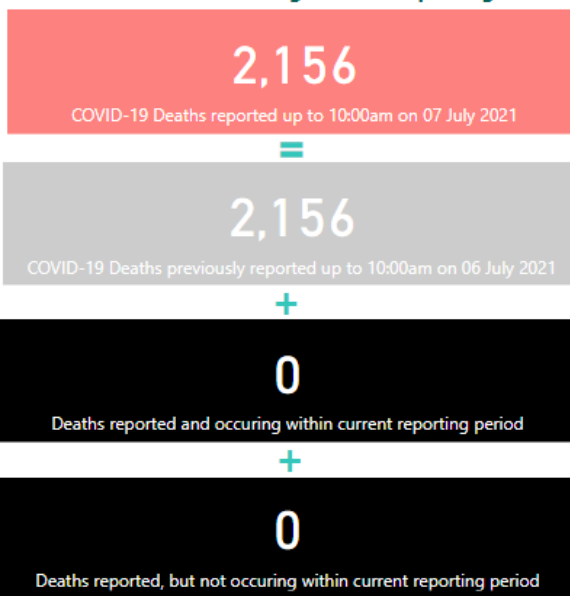 2,156
COVID-19 Deaths reported up to 10:00am on 07 July 2021
=
2,156
COVID-19 Deaths previously reported up to 10:00am on 06 July 2021
+
0
Deaths reported and occuring within current reporting period
+
0
Deaths reported, but not occuring within current reporting period